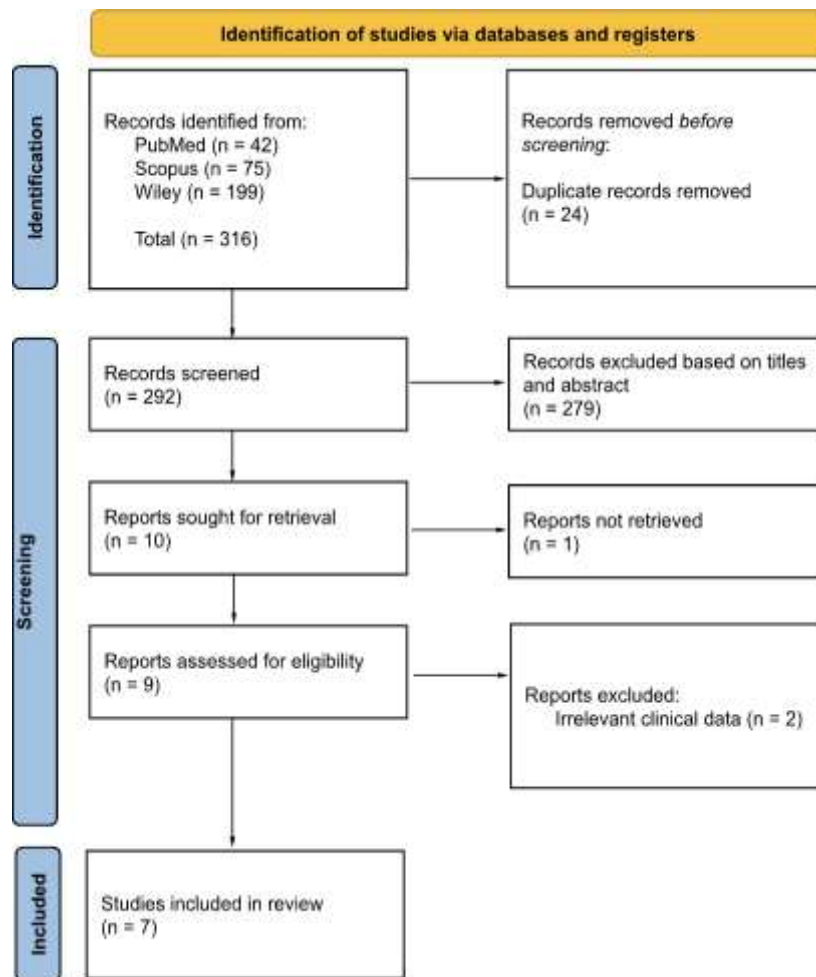 Identification of studies via databases and registers
Identification
Records identified from:
PubMed (n = 42)
Scopus (n = 75)
Wiley (n = 199)
Total (n = 316)
Records removed before
screening:
Duplicate records removed
(n = 24)
Screening
Records screened
(n = 292)
Records excluded based on titles
and abstract
(n = 279)
Reports sought for retrieval
(n = 10)
Reports not retrieved
(n = 1)
Reports assessed for eligibility
(n = 9)
Reports excluded:
Irrelevant clinical data (n = 2)
Included
Studies included in review
(n = 7)